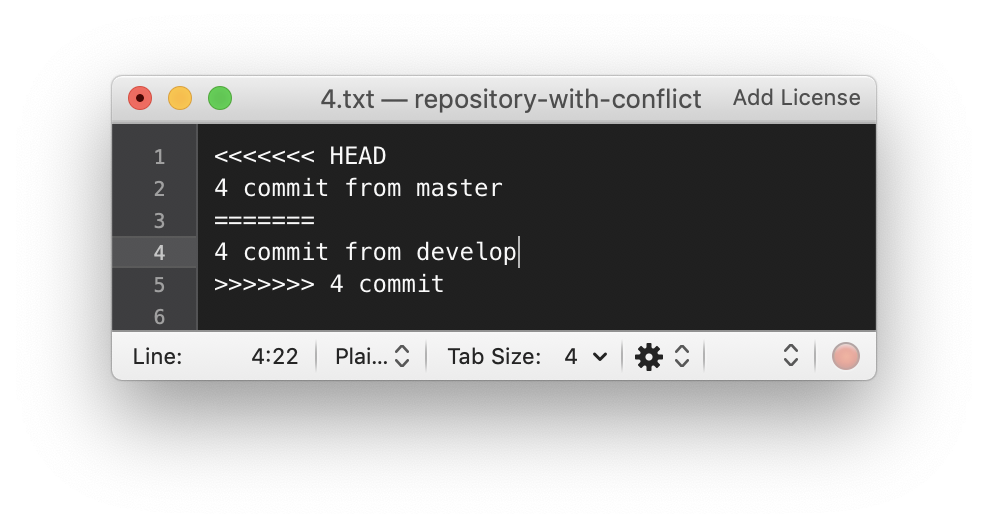 4.txt — repository-with-conflict Add License
1 <<<<<<< HEAD
2 4 commit from master
3 =======
4 4 commit from develop
5 >>>>>>> 4 commit
6
Line: 4:22 Plai... Tab Size: 4